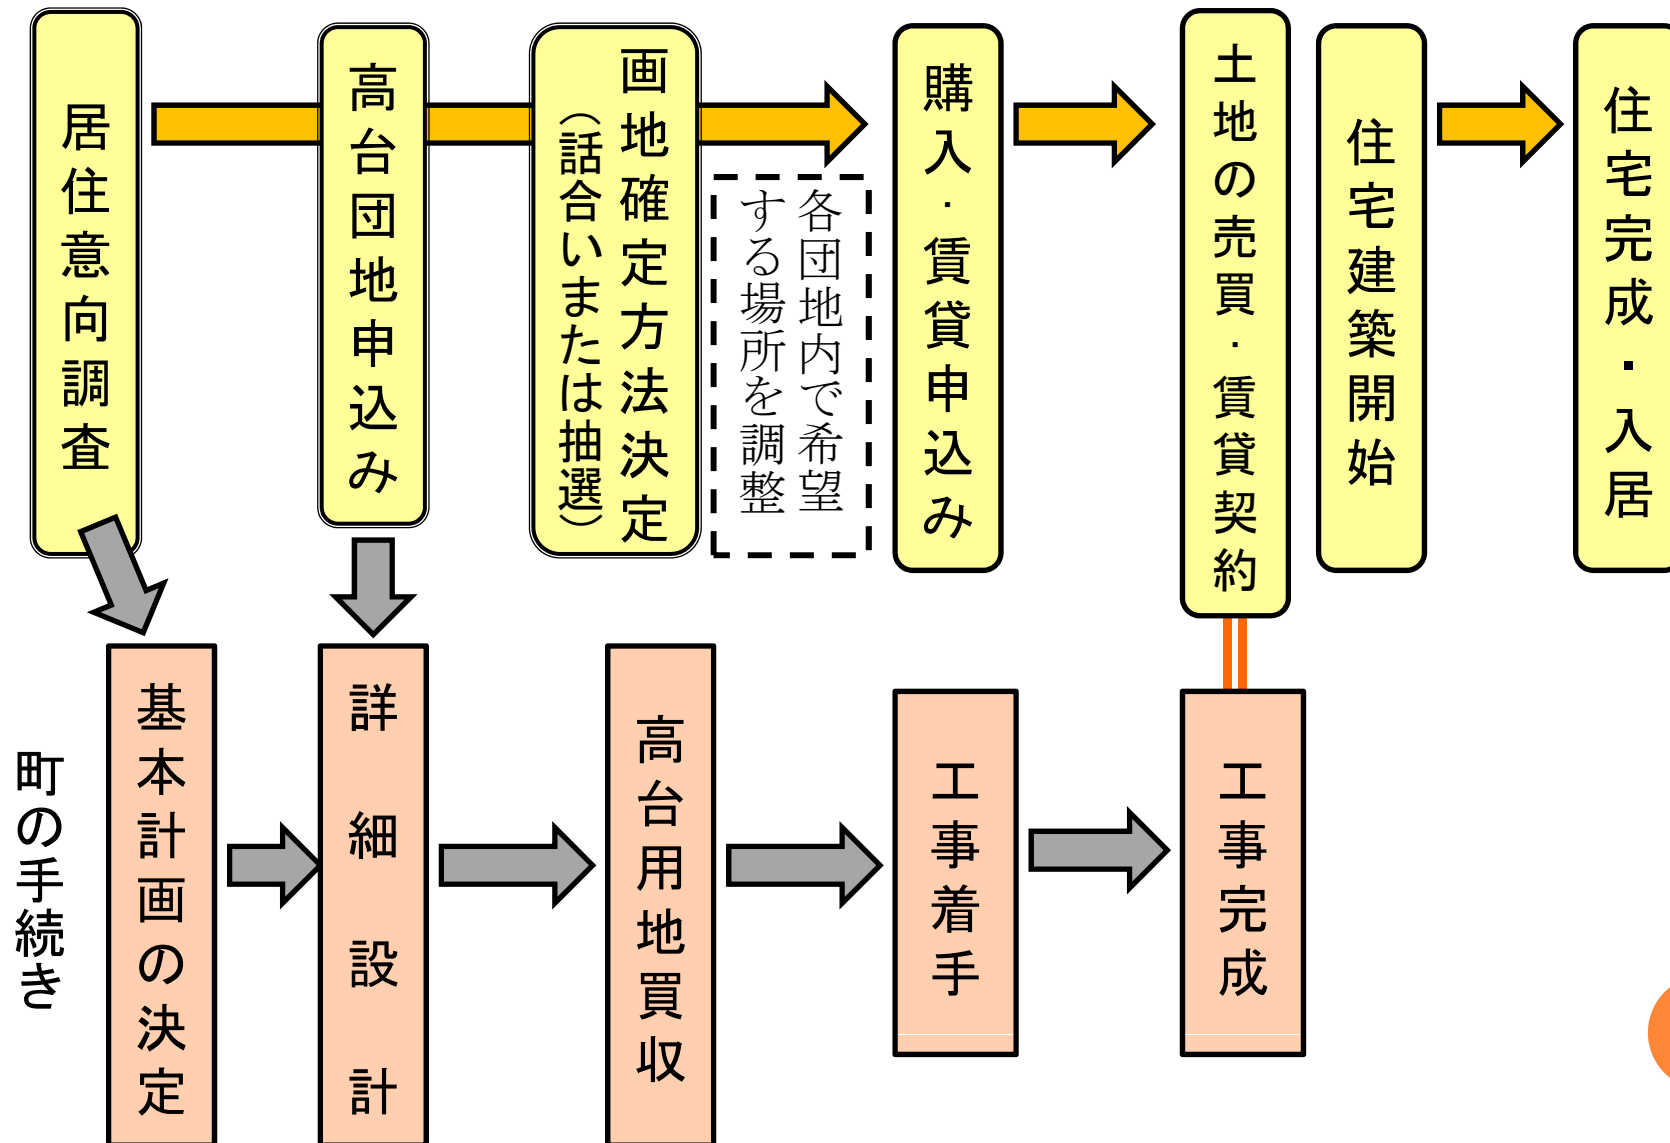 居住意向調査
高台団地申込み
画地確定方法決定
（話合いまたは抽選）
各団地内で希望
する場所を調整
購入・賃貸申込み
土地の売買・賃貸契約
住宅建築開始
住宅完成・入居
町の手続き
基本計画の決定
詳細設計
高台用地買収
工事着手
工事完成